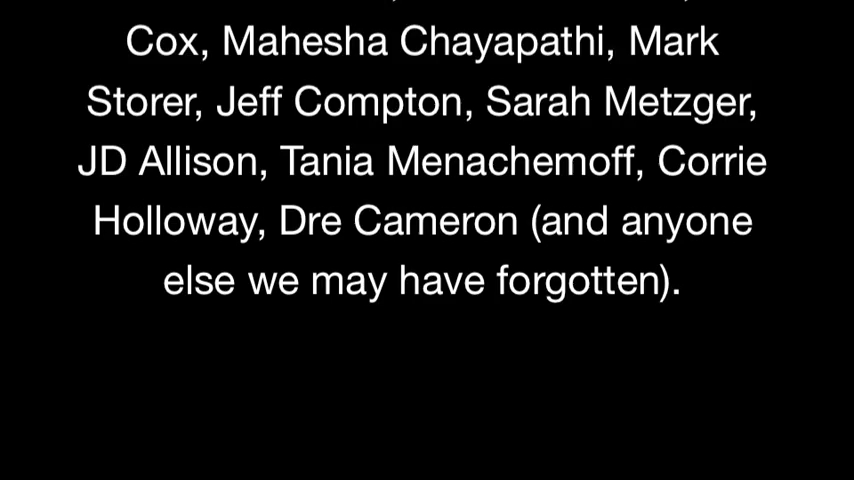 Cox, Mahesha Chayapathi, Mark
Storer, Jeff Compton, Sarah Metzger,
JD Allison, Tania Menachemoff, Corrie
Holloway, Dre Cameron (and anyone
else we may have forgotten).